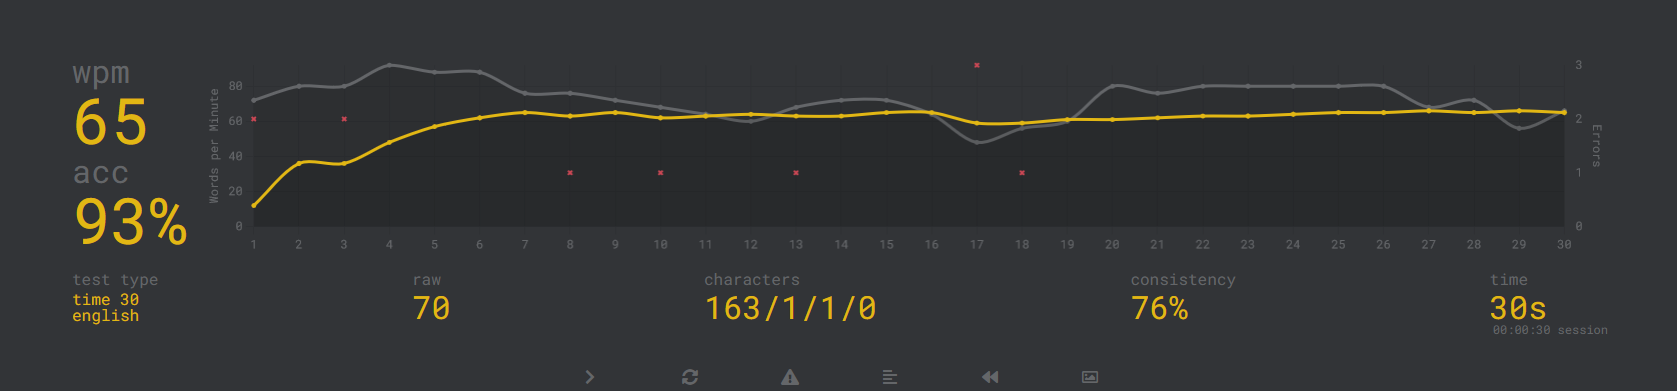 wpm
65
acc
93%
Words per Minute
80
60
40
20
0
1 2 3 4 5 6 7 8 9 10 11 12 13 14 15 16 17 18 19 20 21 22 23 24 25 26 27 28 29 30
3
2
1
0
Errors
test type
time 30
english
raw
70
characters
163/1/1/0
consistency
76%
time
30s
00:00:30 session